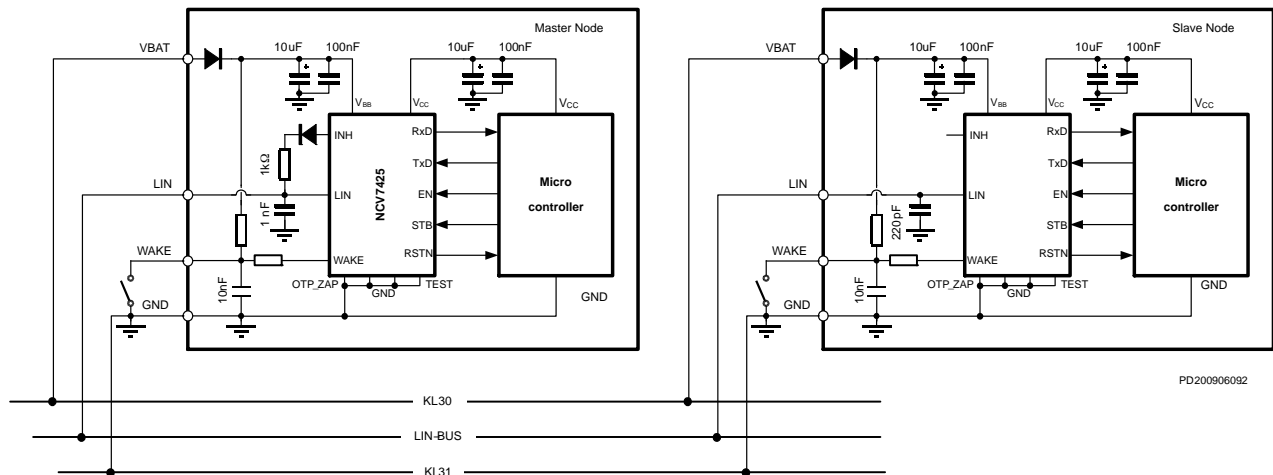 Master Node
VBAT
10uF
100nF
10uF
100nF
VBB
VCC
VCC
INH
RxD
1kΩ
TxD
NCV7425
Micro
controller
LIN
LIN
EN
1nF
STB
WAKE
WAKE
RSTN
OTP_ZAP
GND
TEST
10nF
GND
GND
Slave Node
VBAT
10uF
100nF
10uF
100nF
VBB
VCC
VCC
INH
RxD
TxD
Micro
controller
LIN
LIN
EN
220pF
STB
WAKE
WAKE
RSTN
OTP_ZAP
GND
TEST
10nF
GND
GND
PD200906092
KL30
LIN-BUS
KL31